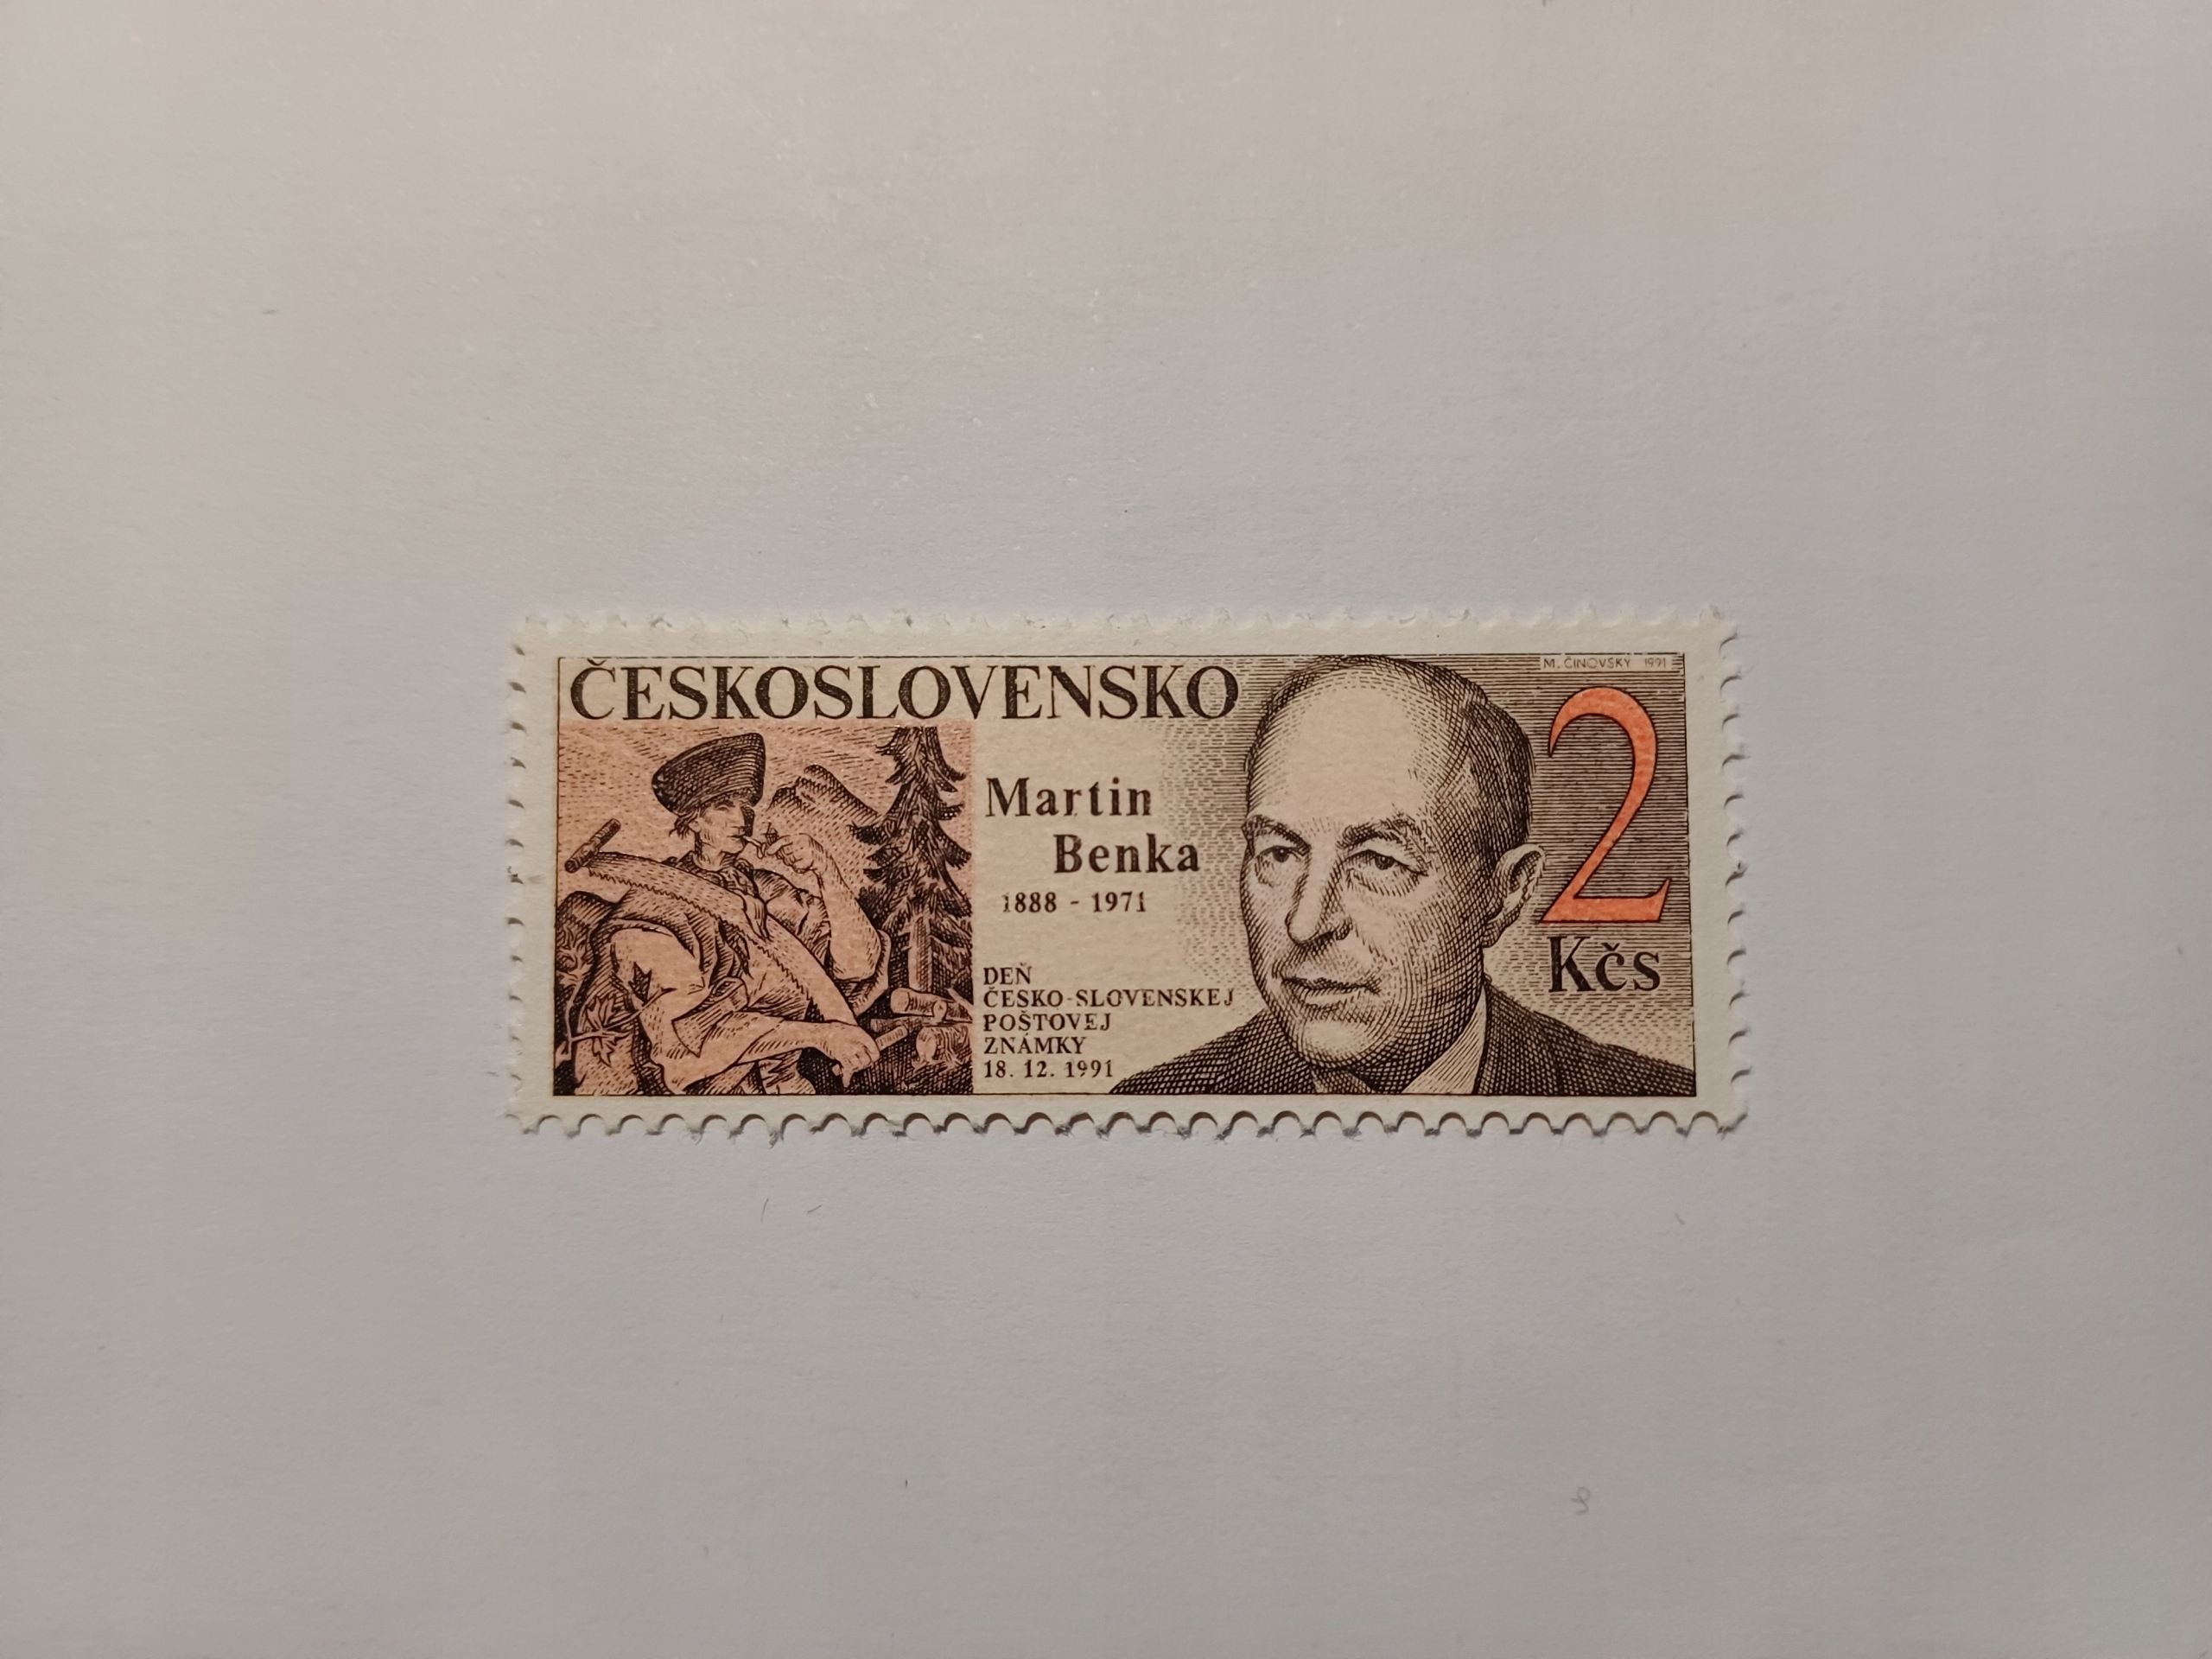 ČESKOSLOVENSKO
M. ČINOVSKÝ 1991
2
Kčs
Martin
Benka
1888 - 1971
DEŇ
ČESKO-SLOVENSKEJ
POŠTOVEJ
ZNÁMKY
18. 12. 1991